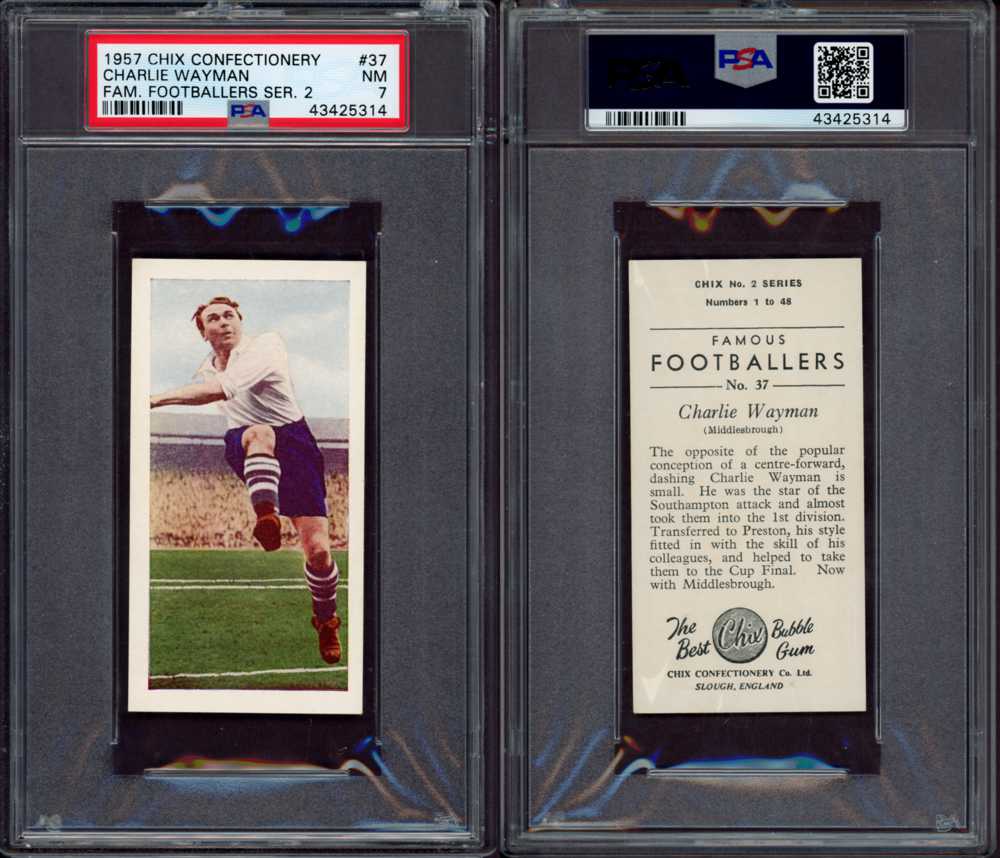 1957 CHIX CONFECTIONERY #37
CHARLIE WAYMAN NM
FAM. FOOTBALLERS SER. 2 7
PSA 43425314
PSA
PSA
43425314
CHIX No. 2 SERIES
Numbers 1 to 48
FAMOUS
FOOTBALLERS
No. 37
Charlie Wayman
(Middlesbrough)
The opposite of the popular
conception of a centre-forward,
dashing Charlie Wayman is
small. He was the star of the
Southampton attack and almost
took them into the 1st division.
Transferred to Preston, his style
fitted in with the skill of his
colleagues, and helped to take
them to the Cup Final. Now
with Middlesbrough.
The Best Chix Bubble Gum
CHIX CONFECTIONERY Co. Ltd.
SLOUGH, ENGLAND